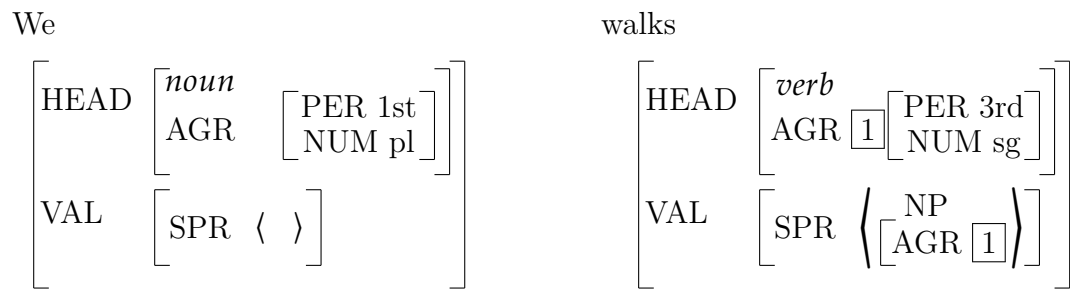 We walks
HEAD noun AGR PER 1st NUM pl
VAL SPR ⟨ ⟩
HEAD verb AGR 1 PER 3rd NUM sg
VAL SPR ⟨ NP AGR 1 ⟩